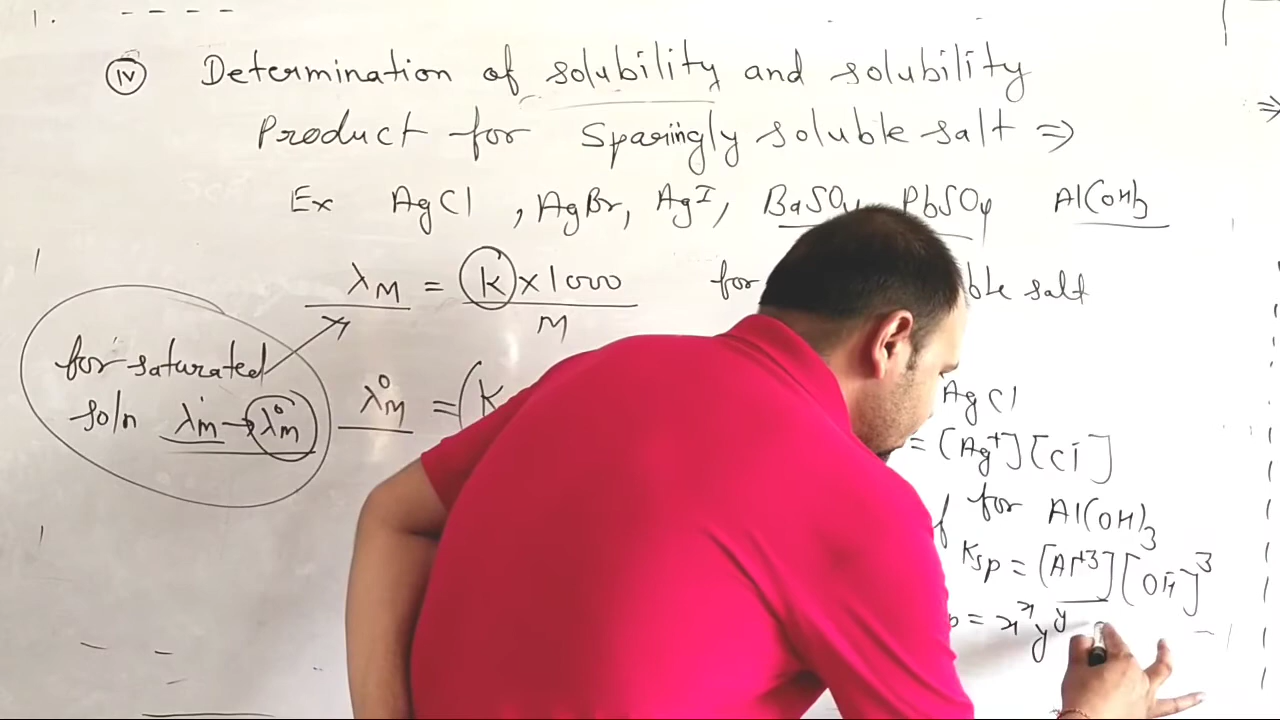 1. - - - -
(iv) Determination of solubility and solubility
Product for Sparingly soluble salt ⇒
Ex AgCl , AgBr, AgI, BaSO4 PbSO4 Al(OH)3
λM = K × 1000 / M for ble salt
for saturated
soln λM → λ°M
λ°M = (K
AgCl
= [Ag+][Cl-]
for Al(OH)3
Ksp = [Al+3][OH-]3
= x^x y^y